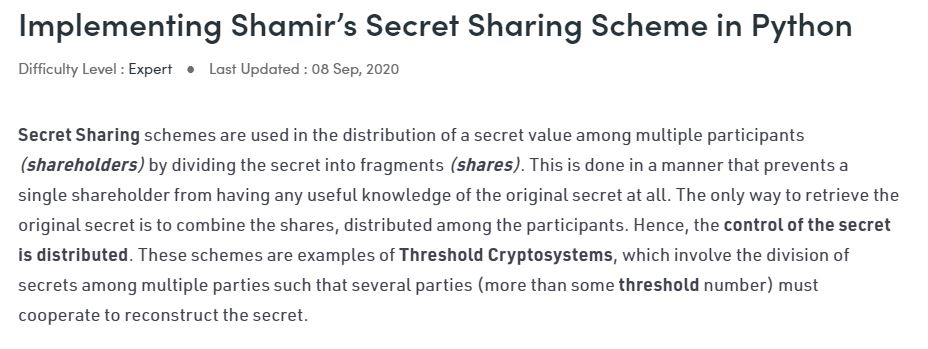 Implementing Shamir’s Secret Sharing Scheme in Python
Difficulty Level : Expert ● Last Updated : 08 Sep, 2020
Secret Sharing schemes are used in the distribution of a secret value among multiple participants
(shareholders) by dividing the secret into fragments (shares). This is done in a manner that prevents a
single shareholder from having any useful knowledge of the original secret at all. The only way to retrieve the
original secret is to combine the shares, distributed among the participants. Hence, the control of the secret
is distributed. These schemes are examples of Threshold Cryptosystems, which involve the division of
secrets among multiple parties such that several parties (more than some threshold number) must
cooperate to reconstruct the secret.